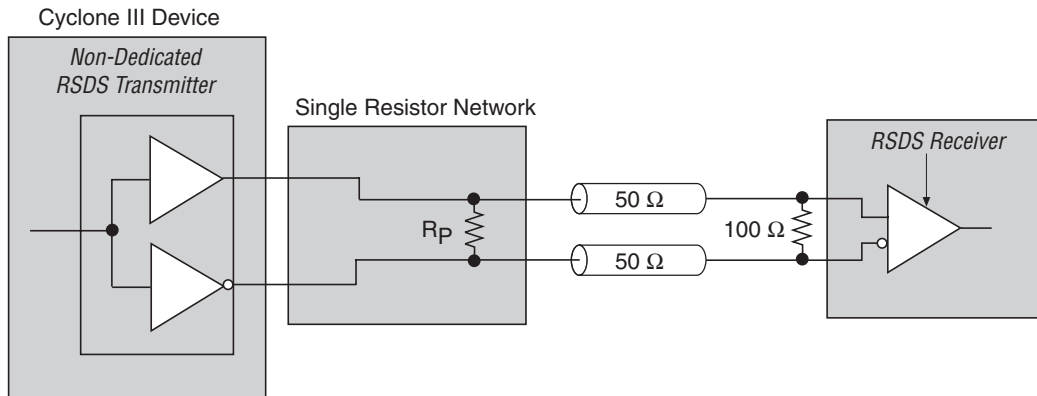 Cyclone III Device
Non-Dedicated
RSDS Transmitter
Single Resistor Network
RSDS Receiver
50 Ω
RP
100 Ω
50 Ω